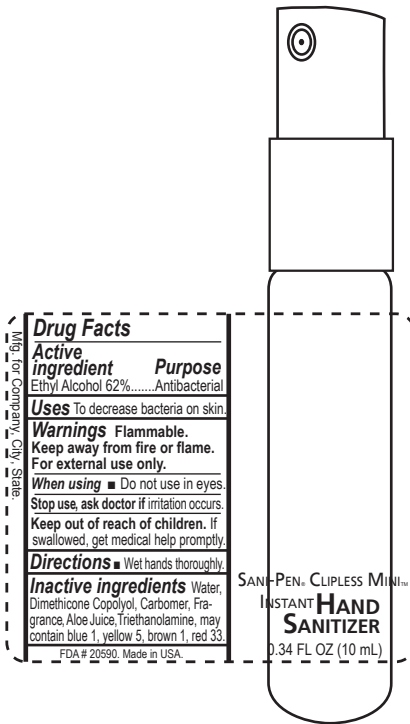 Drug Facts
Active
ingredient Purpose
Ethyl Alcohol 62%.......Antibacterial
Uses To decrease bacteria on skin.
Warnings Flammable.
Keep away from fire or flame.
For external use only.
When using ■ Do not use in eyes.
Stop use, ask doctor if irritation occurs.
Keep out of reach of children. If
swallowed, get medical help promptly.
Directions ■ Wet hands thoroughly.
Inactive ingredients Water,
Dimethicone Copolyol, Carbomer, Fra-
grance, Aloe Juice,Triethanolamine, may
contain blue 1, yellow 5, brown 1, red 33.
FDA # 20590. Made in USA.
Mfg. for Company, City, State.
SANI-PEN® CLIPLESS MINI™
INSTANT HAND
SANITIZER
0.34 FL OZ (10 mL)